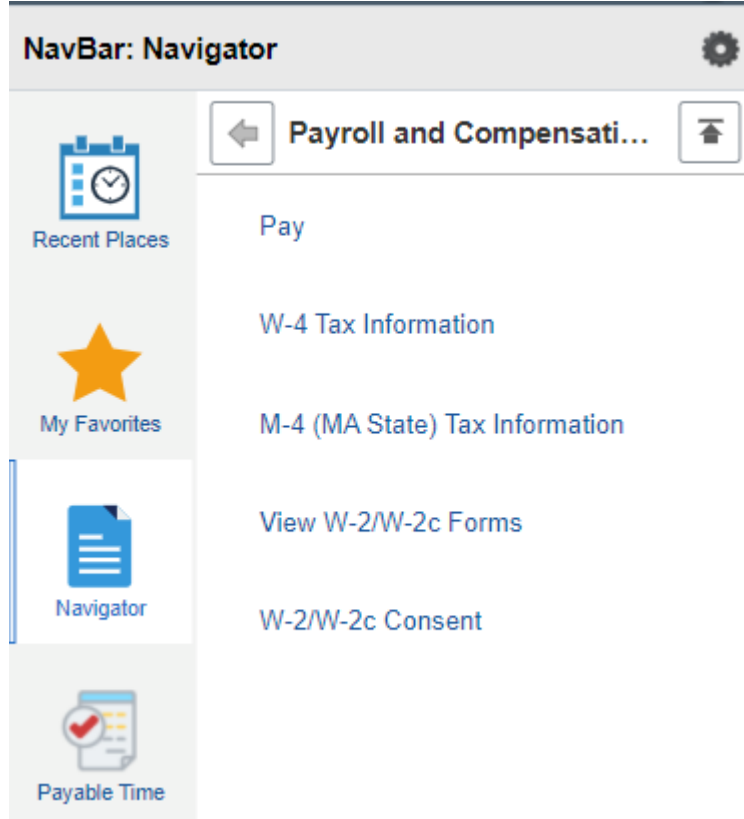 NavBar: Navigator
Payroll and Compensati...
Recent Places
Pay
W-4 Tax Information
My Favorites
M-4 (MA State) Tax Information
View W-2/W-2c Forms
Navigator
W-2/W-2c Consent
Payable Time